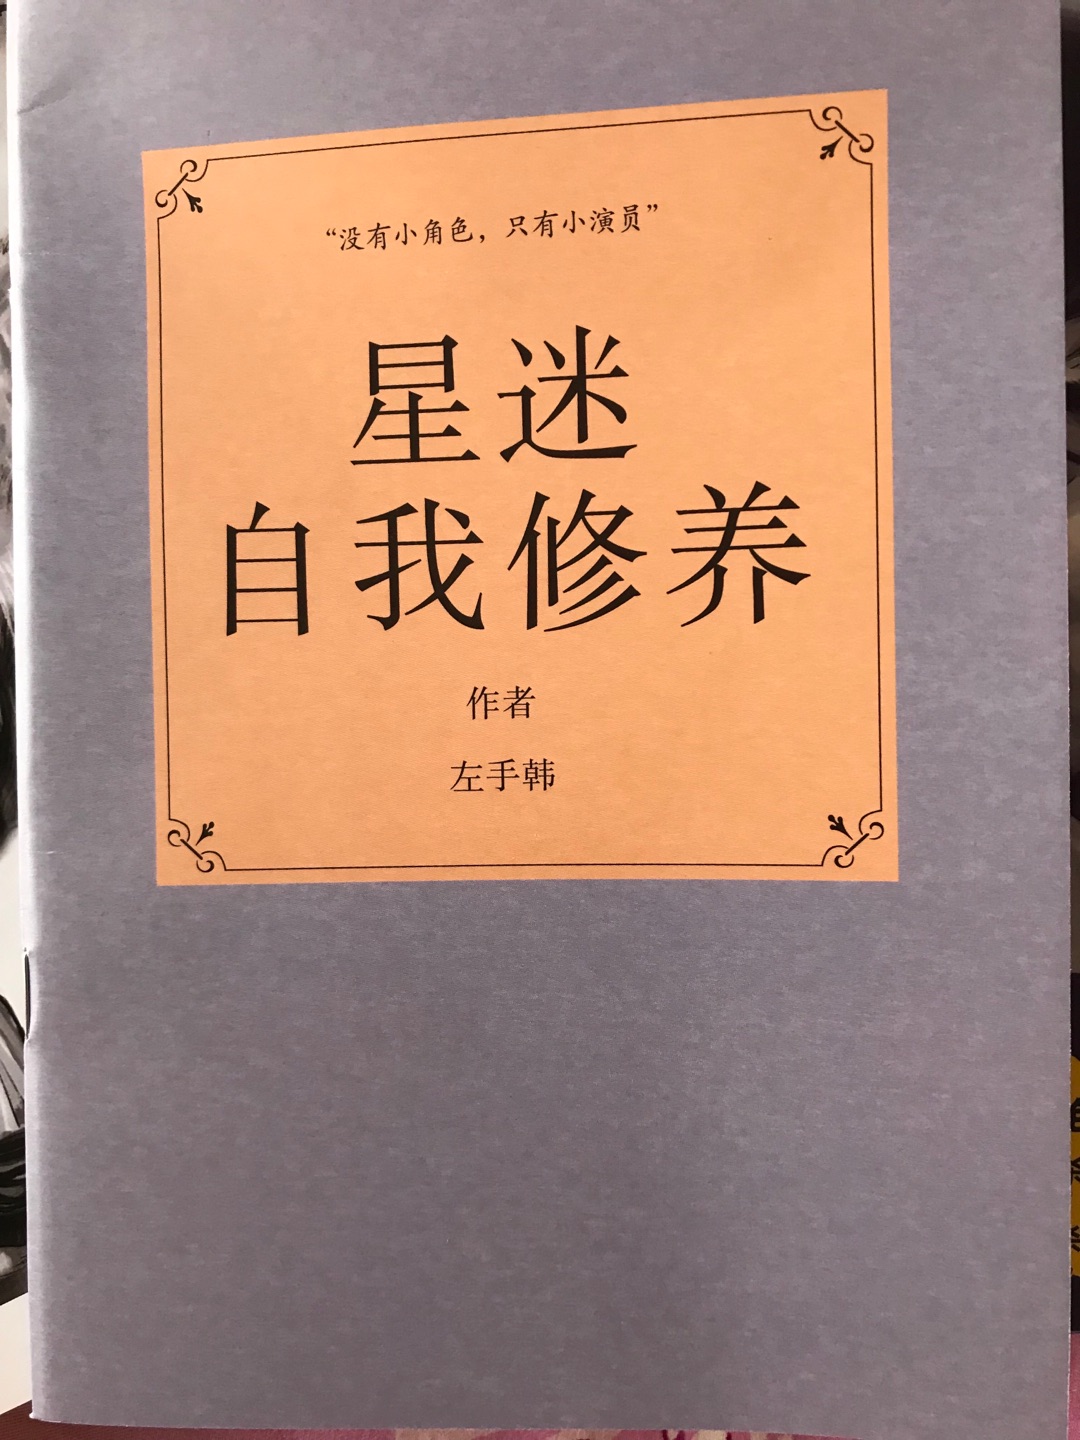 “没有小角色，只有小演员”
星迷
自我修养
作者
左手韩